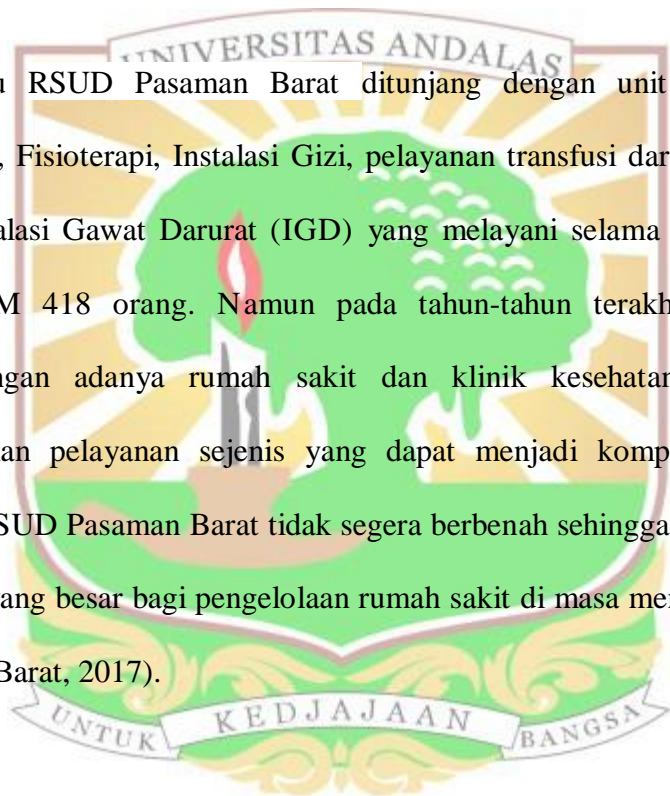 UNIVERSITAS ANDALAS
u RSUD Pasaman Barat ditunjang dengan unit
, Fisioterapi, Instalasi Gizi, pelayanan transfusi dar
alasi Gawat Darurat (IGD) yang melayani selama
M 418 orang. Namun pada tahun-tahun terakh
ngan adanya rumah sakit dan klinik kesehatan
an pelayanan sejenis yang dapat menjadi komp
SUD Pasaman Barat tidak segera berbenah sehingga
yang besar bagi pengelolaan rumah sakit di masa me
Barat, 2017).
UNTUK KEDJAJAAN BANGSA